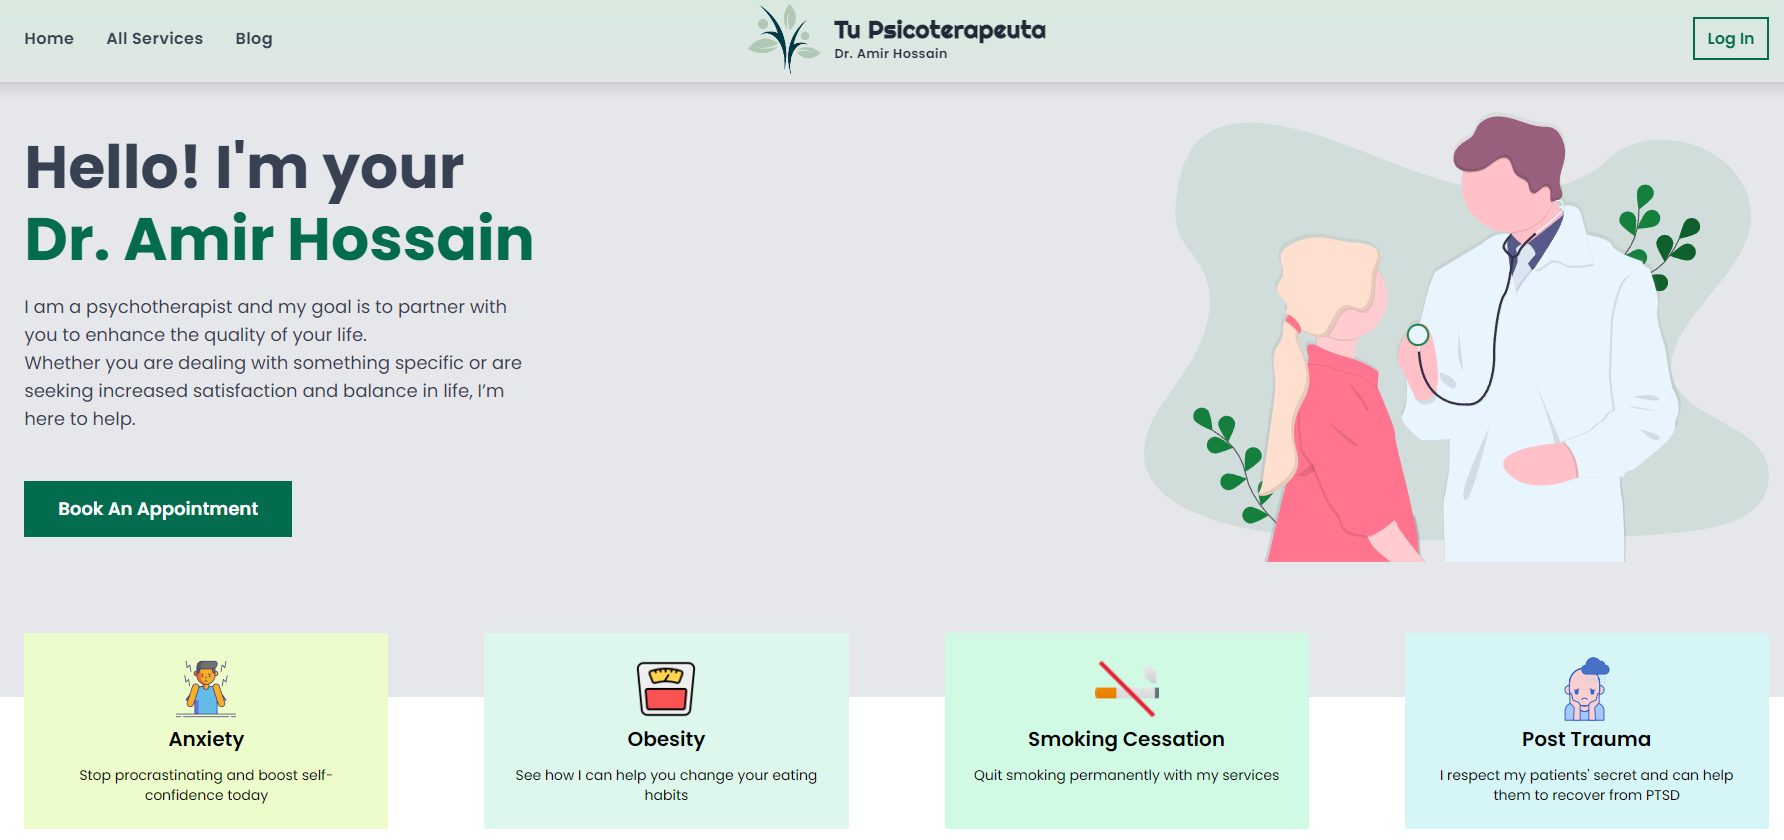 Home
All Services
Blog
Tu Psicoterapeuta
Dr. Amir Hossain
Log In
Hello! I'm your
Dr. Amir Hossain
I am a psychotherapist and my goal is to partner with
you to enhance the quality of your life.
Whether you are dealing with something specific or are
seeking increased satisfaction and balance in life, I’m
here to help.
Book An Appointment
Anxiety
Stop procrastinating and boost self-
confidence today
Obesity
See how I can help you change your eating
habits
Smoking Cessation
Quit smoking permanently with my services
Post Trauma
I respect my patients' secret and can help
them to recover from PTSD